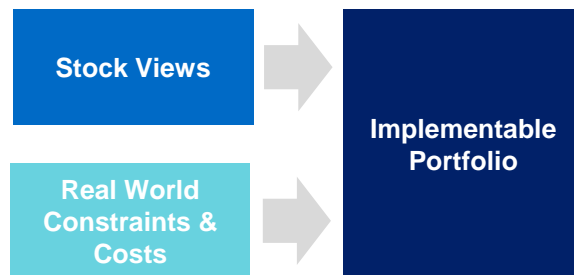 Stock Views
Implementable
Portfolio
Real World
Constraints &
Costs